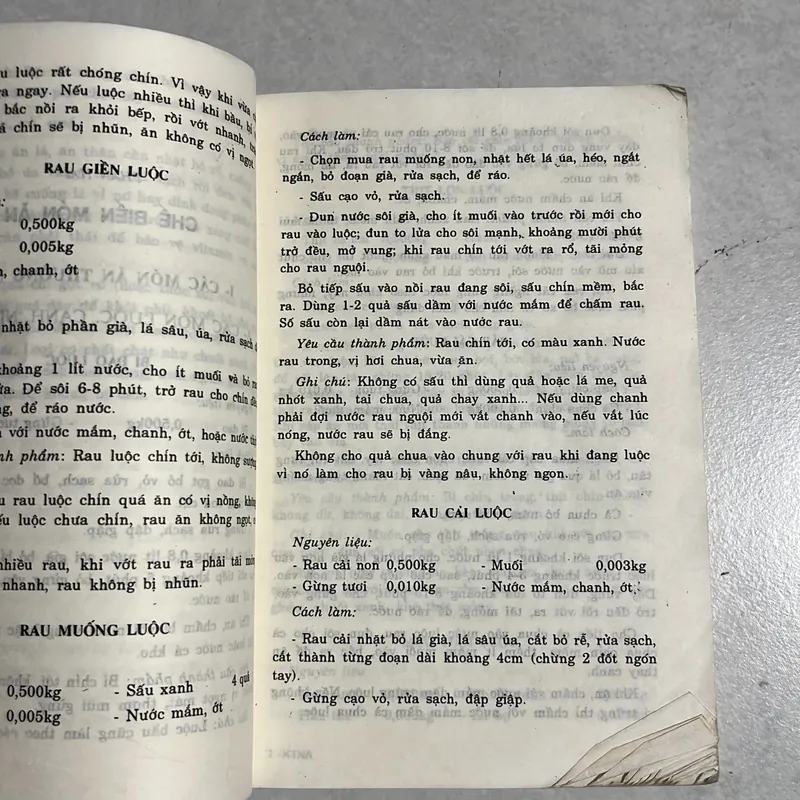 luộc rất chóng chín. Vì vậy khi vừa
ra ngay. Nếu luộc nhiều thì khi bàu, bị
bắc nồi ra khỏi bếp, rồi vớt nhanh,
chín sẽ bị nhũn, ăn không có vị ngọt
RAU GIỀN LUỘC
0,500kg
0,005kg
chanh, ớt
nhặt bỏ phần già, lá sâu, úa, rửa sạch
khoảng 1 lít nước, cho ít muối và bỏ
Để sôi 6-8 phút, trở rau cho chín
để ráo nước.
với nước mắm, chanh, ớt, hoặc nước
phẩm: Rau luộc chín tới, không
rau luộc chín quá ăn có vị nồng,
luộc chưa chín, rau ăn không ngọt,
nhiều rau, khi vớt rau ra phải tãi
nhanh, rau không bị nhũn.
RAU MUỐNG LUỘC
0,500kg - Sấu xanh 4 quả
0,005kg - Nước mắm, ớt
Cách làm:
- Chọn mua rau muống non, nhặt hết lá úa, héo, ngắt
ngắn, bỏ đoạn già, rửa sạch, để ráo.
- Sấu cạo vỏ, rửa sạch.
- Dun nước sôi già, cho ít muối vào trước rồi mới cho
rau vào luộc; đun to lửa cho sôi mạnh, khoảng mười phút
trở đều, mở vung; khi rau chín tới vớt ra rổ, tãi mỏng
cho rau nguội.
Bỏ tiếp sấu vào nồi rau đang sôi, sấu chín mềm, bắc
ra. Dùng 1-2 quả sấu dầm với nước mắm để chấm rau.
Số sấu còn lại dầm nát vào nước rau.
Yêu cầu thành phẩm: Rau chín tới, có màu xanh. Nước
rau trong, vị hơi chua, vừa ăn.
Ghi chú: Không có sấu thì dùng quả hoặc lá me, quả
nhót xanh, tai chua, quả chay xanh... Nếu dùng chanh
phải đợi nước rau nguội mới vắt chanh vào, nếu vắt lúc
nóng, nước rau sẽ bị đắng.
Không cho quả chua vào chung với rau khi đang luộc
vì nó làm cho rau bị vàng nâu, không ngon.
RAU CẢI LUỘC
Nguyên liệu:
- Rau cải non 0,500kg - Muối 0,003kg
- Gừng tươi 0,010kg - Nước mắm, chanh, ớt.
Cách làm:
- Rau cải nhặt bỏ lá già, lá sâu úa, cắt bỏ rễ, rửa sạch,
cắt thành từng đoạn dài khoảng 4cm (chừng 2 đốt ngón
tay).
- Gừng cạo vỏ, rửa sạch, đập giập.